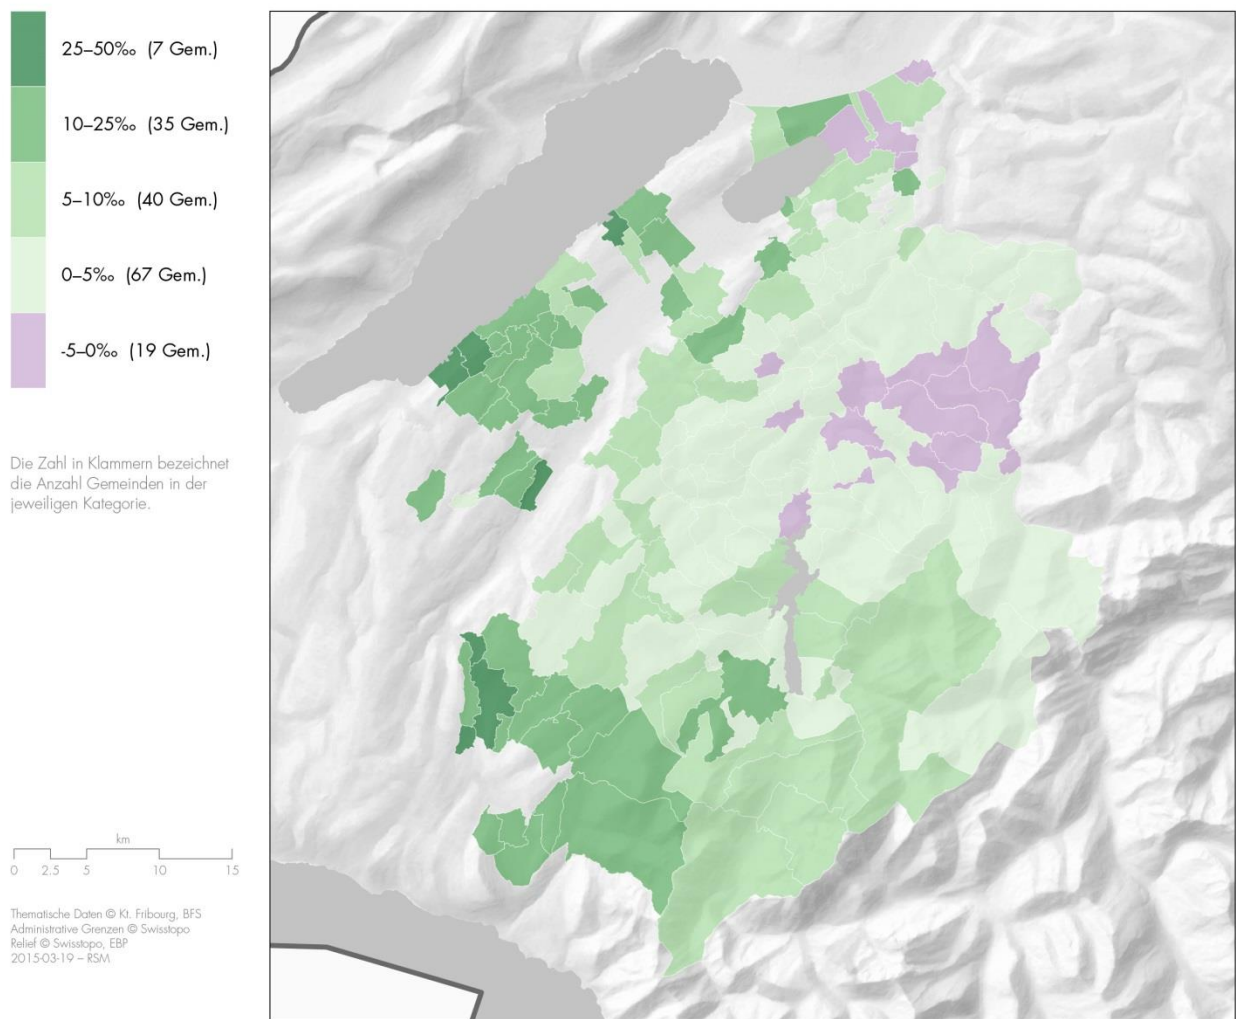 25–50‰ (7 Gem.)
10–25‰ (35 Gem.)
5–10‰ (40 Gem.)
0–5‰ (67 Gem.)
-5–0‰ (19 Gem.)
Die Zahl in Klammern bezeichnet
die Anzahl Gemeinden in der
jeweiligen Kategorie.
km
0 2.5 5 10 15
Thematische Daten © Kt. Fribourg, BFS
Administrative Grenzen © Swisstopo
Relief © Swisstopo, EBP
2015-03-19 – RSM